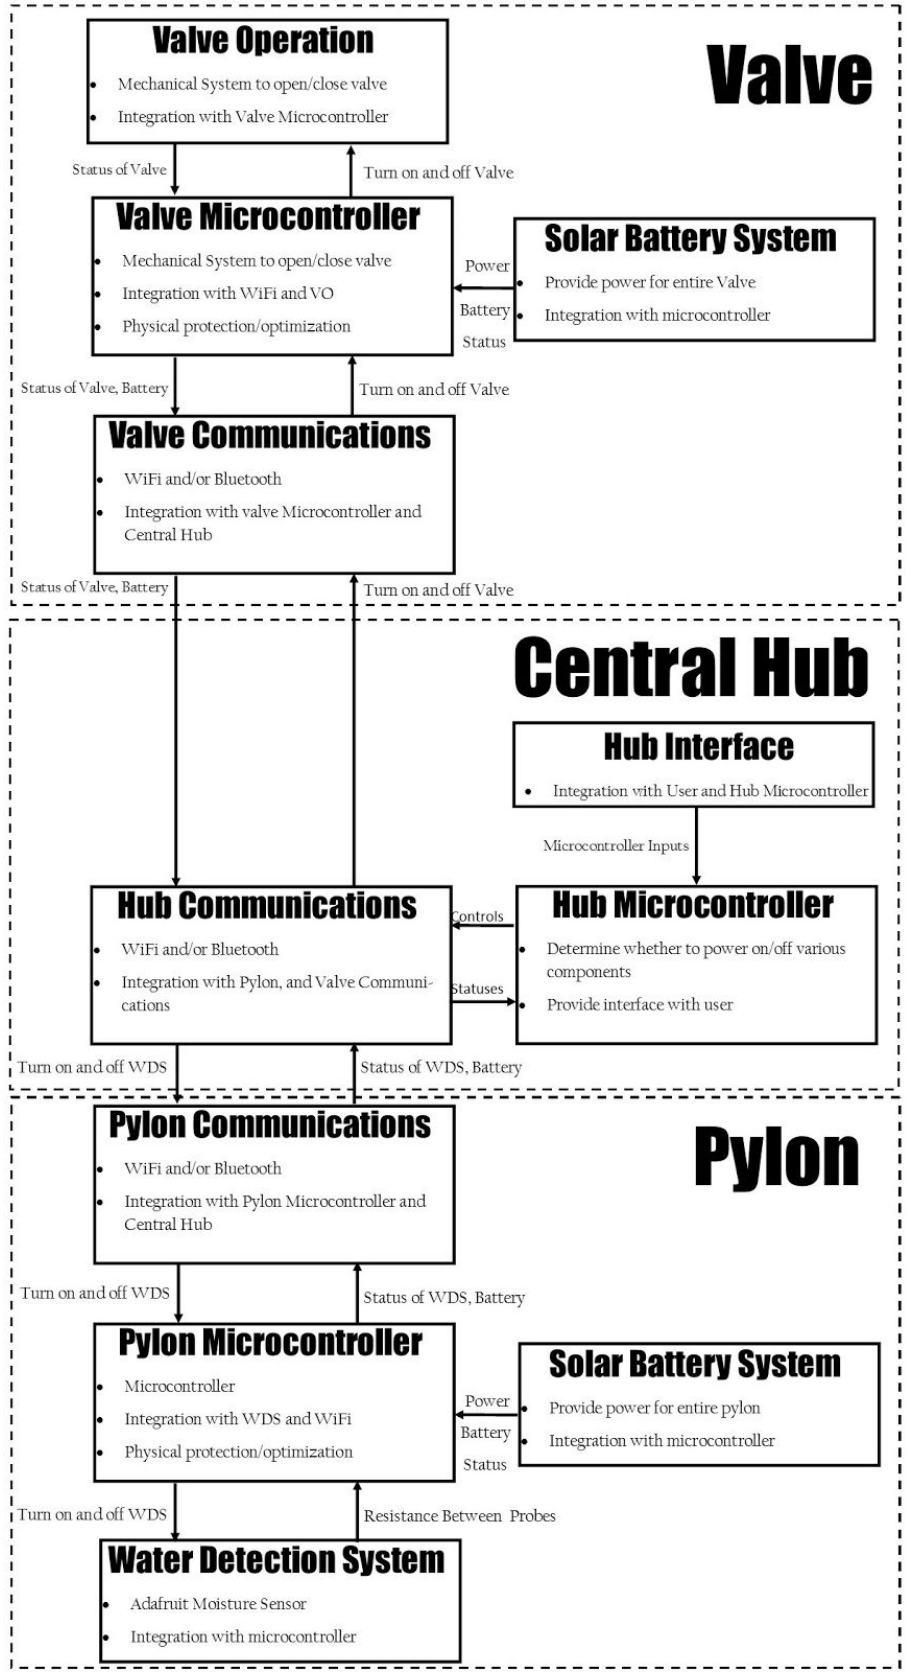 Valve Operation
• Mechanical System to open/close valve
• Integration with Valve Microcontroller
Valve
Status of Valve
Turn on and off Valve
Valve Microcontroller
• Mechanical System to open/close valve
• Integration with WiFi and VO
• Physical protection/optimization
Power
Battery
Status
Solar Battery System
• Provide power for entire Valve
• Integration with microcontroller
Status of Valve, Battery
Turn on and off Valve
Valve Communications
• WiFi and/or Bluetooth
• Integration with valve Microcontroller and
Central Hub
Status of Valve, Battery
Turn on and off Valve
Central Hub
Hub Interface
• Integration with User and Hub Microcontroller
Microcontroller Inputs
Hub Communications
• WiFi and/or Bluetooth
• Integration with Pylon, and Valve Communi-
cations
Controls
Statuses
Hub Microcontroller
• Determine whether to power on/off various
components
• Provide interface with user
Turn on and off WDS
Status of WDS, Battery
Pylon
Pylon Communications
• WiFi and/or Bluetooth
• Integration with Pylon Microcontroller and
Central Hub
Turn on and off WDS
Status of WDS, Battery
Pylon Microcontroller
• Microcontroller
• Integration with WDS and WiFi
• Physical protection/optimization
Power
Battery
Status
Solar Battery System
• Provide power for entire pylon
• Integration with microcontroller
Turn on and off WDS
Resistance Between Probes
Water Detection System
• Adafruit Moisture Sensor
• Integration with microcontroller